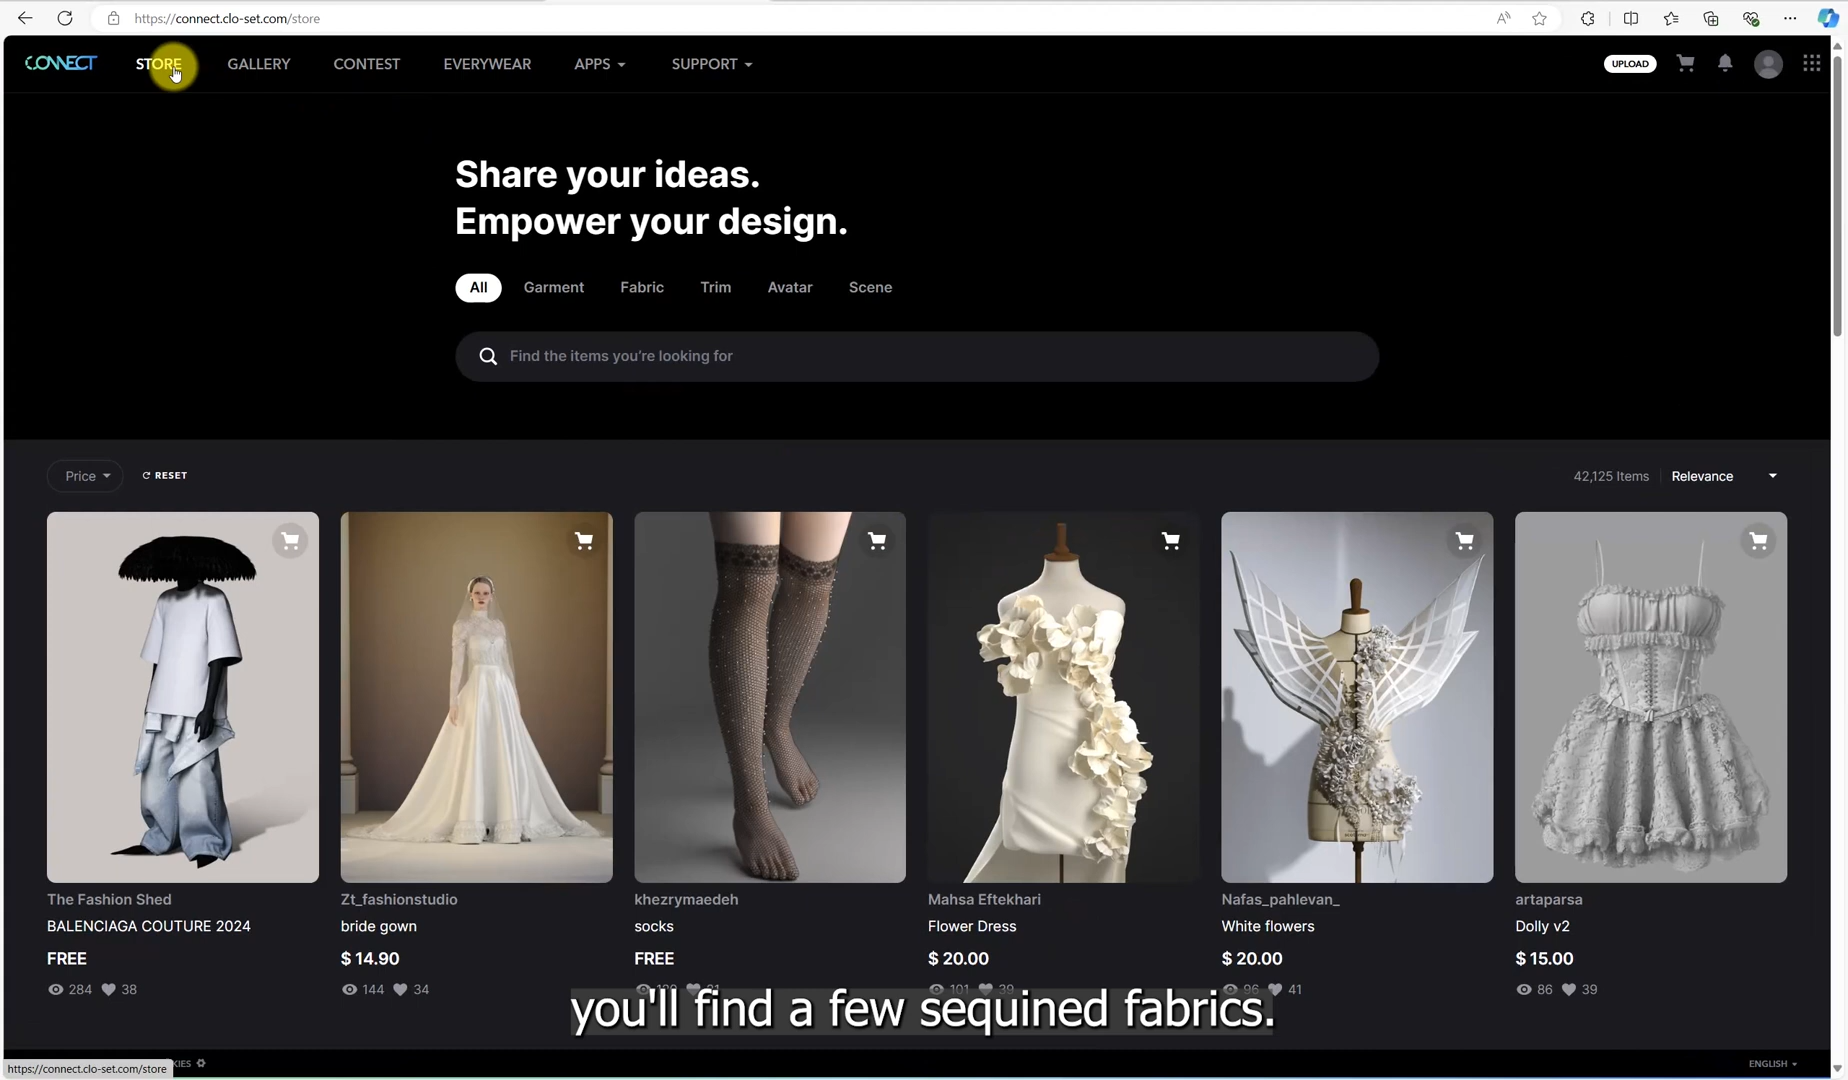 https://connect.clo-set.com/store
CONNECT
STORE
GALLERY
CONTEST
EVERYWEAR
APPS
SUPPORT
UPLOAD
Share your ideas.
Empower your design.
All
Garment
Fabric
Trim
Avatar
Scene
Find the items you're looking for
Price
RESET
42,125 Items
Relevance
The Fashion Shed
BALENCIAGA COUTURE 2024
FREE
284
38
Zt_fashionstudio
bride gown
$ 14.90
144
34
khezrymaedeh
socks
FREE
Mahsa Eftekhari
Flower Dress
$ 20.00
101
39
Nafas_pahlevan_
White flowers
$ 20.00
96
41
artaparsa
Dolly v2
$ 15.00
86
39
you'll find a few sequined fabrics.
https://connect.clo-set.com/store
KIES
ENGLISH